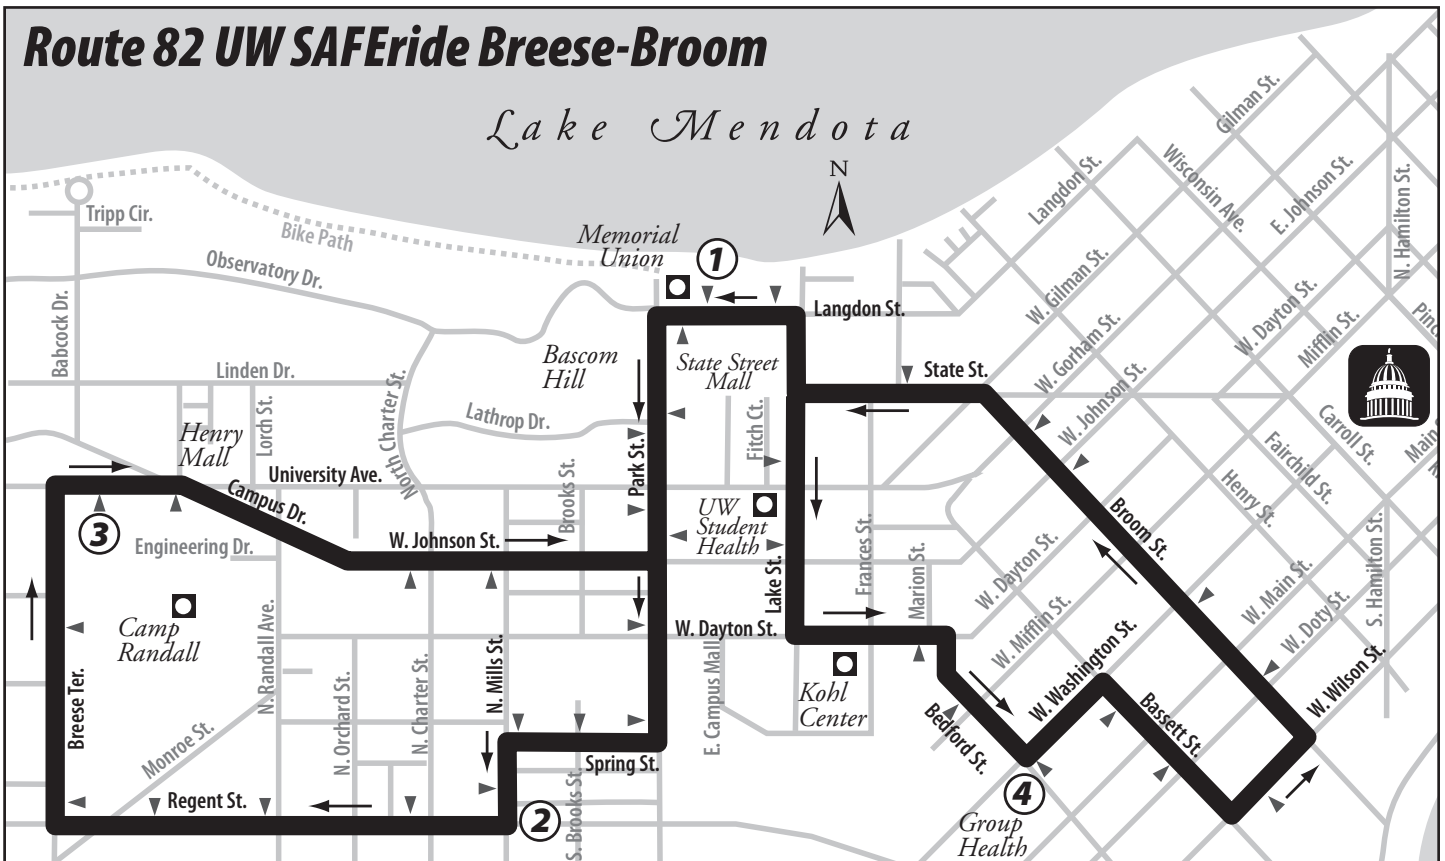 Route 82 UW SAFEride Breese-Broom
Lake Mendota
N
Gilman St.
Langdon St.
Wisconsin Ave.
E. Johnson St.
N. Hamilton St.
Tripp Cir.
Bike Path
Observatory Dr.
Babcock Dr.
Memorial
Union
1
Langdon St.
W. Gilman St.
W. Gorham St.
W. Dayton St.
Mifflin St.
Linden Dr.
Bascom
Hill
State Street
Mall
State St.
W. Johnson St.
Lorch St.
North Charter St.
Lathrop Dr.
Fitch Ct.
Carroll St.
Main
Henry
Mall
University Ave.
Brooks St.
Park St.
Fairchild St.
Henry St.
Campus Dr.
UW
Student
Health
Broom St.
3
Engineering Dr.
W. Johnson St.
Lake St.
Frances St.
Marion St.
W. Dayton St.
W. Main St.
S. Hamilton St.
Camp
Randall
N. Randall Ave.
W. Dayton St.
W. Mifflin St.
W. Doty St.
Breese Ter.
N. Orchard St.
N. Charter St.
N. Mills St.
E. Campus Mall
Kohl
Center
W. Washington St.
W. Wilson St.
Monroe St.
Bedford St.
Bassett St.
Spring St.
Regent St.
2
S. Brooks St.
4
Group
Health